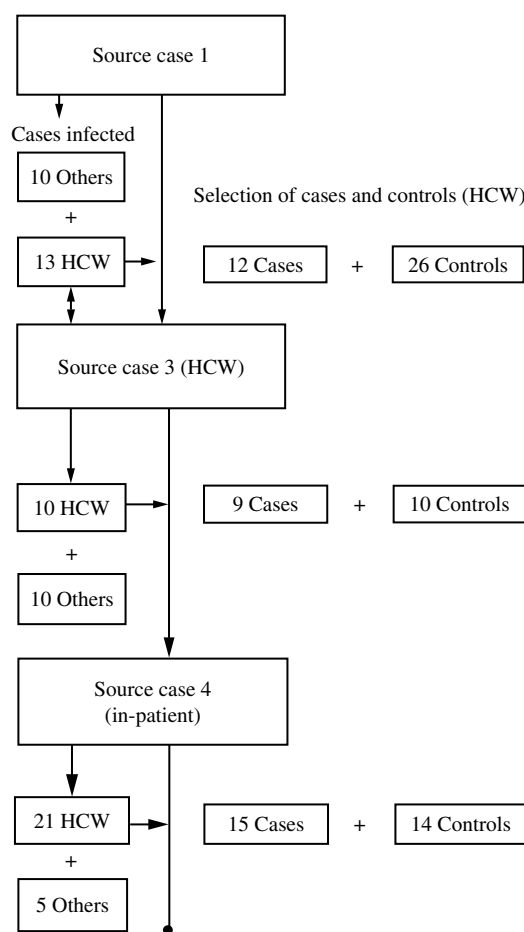 Source case 1
Cases infected
10 Others
Selection of cases and controls (HCW)
+
13 HCW
12 Cases + 26 Controls
Source case 3 (HCW)
10 HCW
9 Cases + 10 Controls
+
10 Others
Source case 4
(in-patient)
21 HCW
15 Cases + 14 Controls
+
5 Others